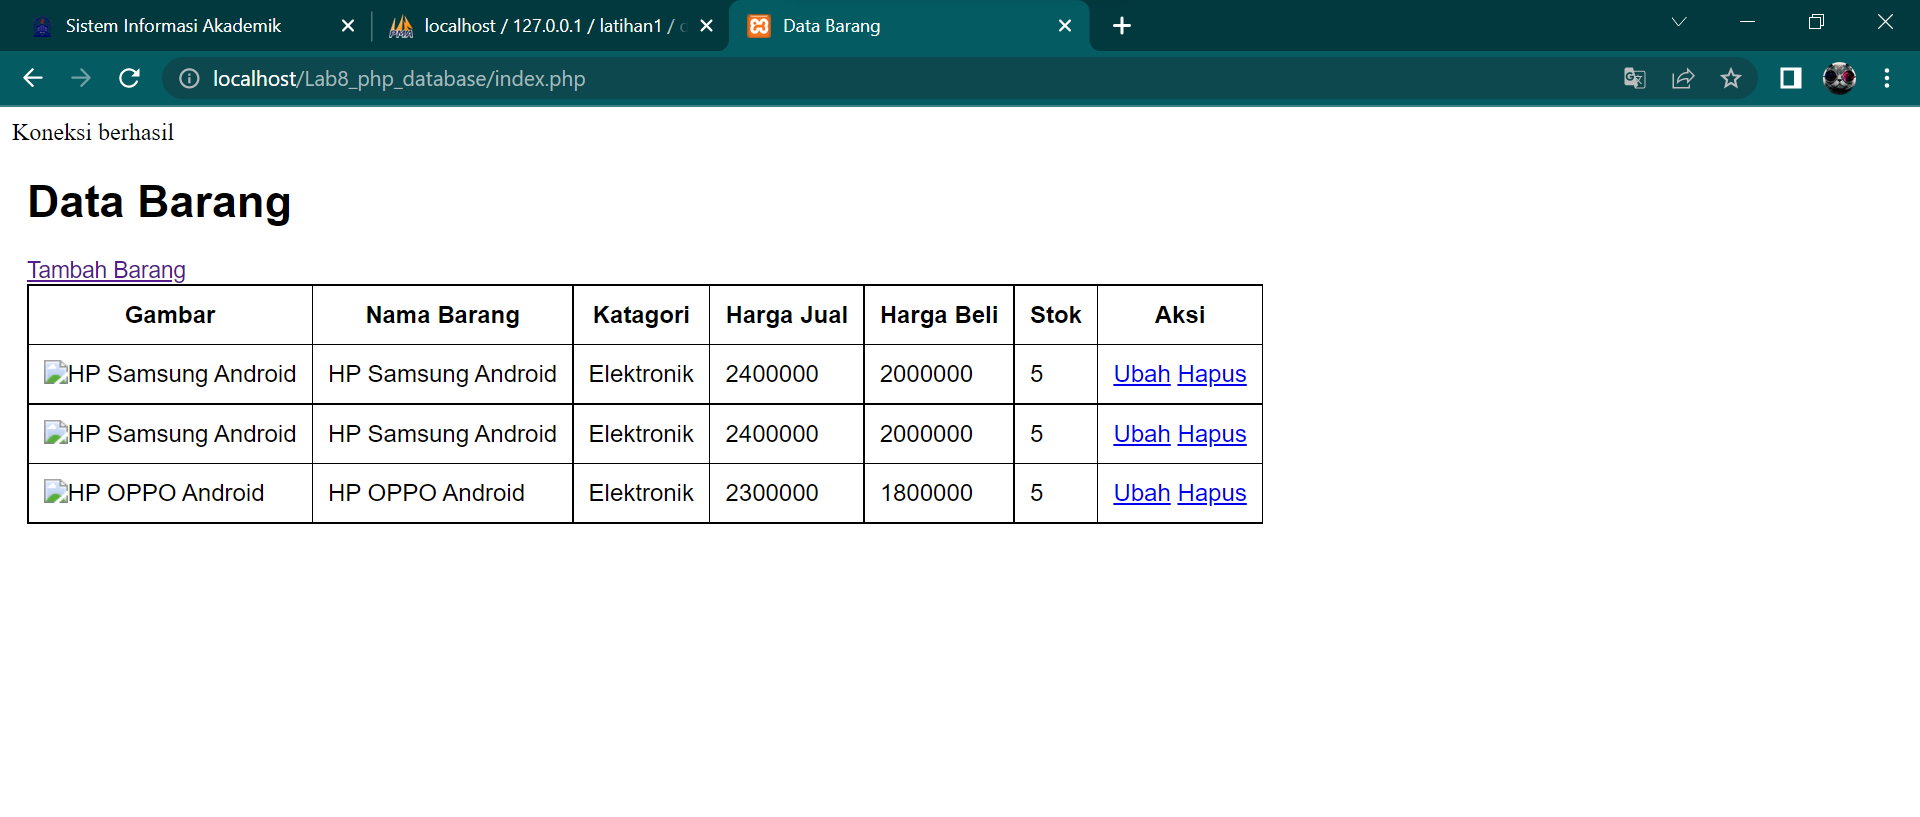 Sistem Informasi Akademik
localhost / 127.0.0.1 / latihan1 /
Data Barang
localhost/Lab8_php_database/index.php
Koneksi berhasil
Data Barang
Tambah Barang
Gambar Nama Barang Katagori Harga Jual Harga Beli Stok Aksi
HP Samsung Android HP Samsung Android Elektronik 2400000 2000000 5 Ubah Hapus
HP Samsung Android HP Samsung Android Elektronik 2400000 2000000 5 Ubah Hapus
HP OPPO Android HP OPPO Android Elektronik 2300000 1800000 5 Ubah Hapus